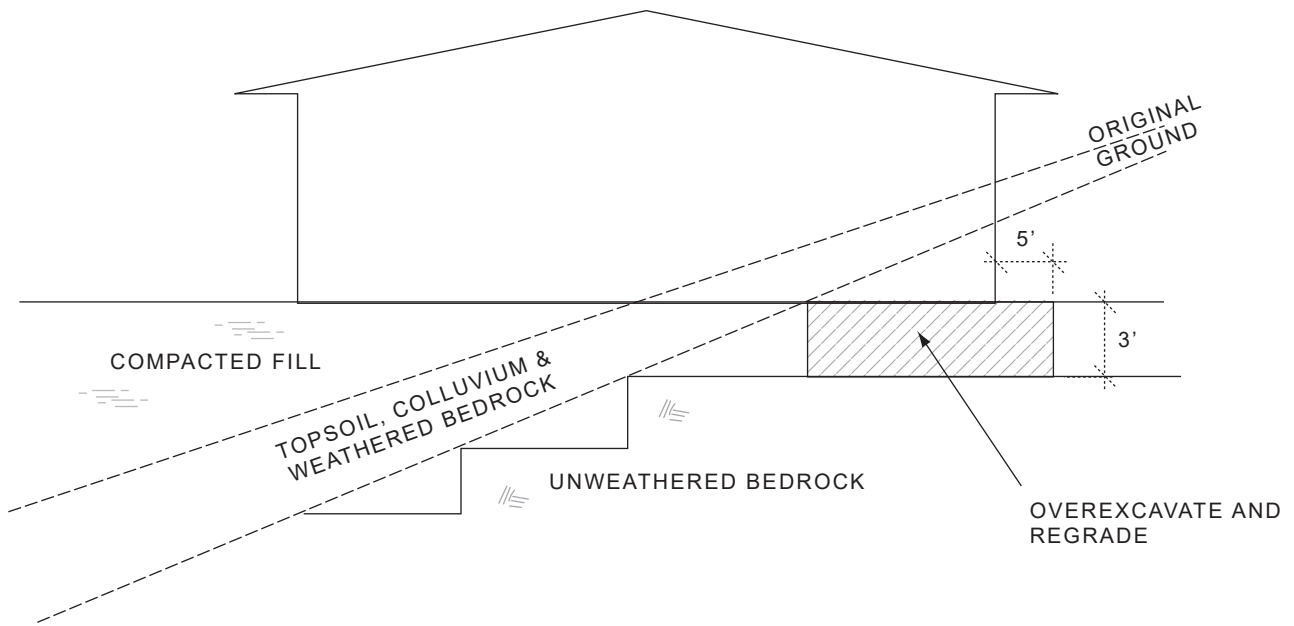 ORIGINAL
GROUND
5’
3’
COMPACTED FILL
TOPSOIL, COLLUVIUM &
WEATHERED BEDROCK
UNWEATHERED BEDROCK
OVEREXCAVATE AND
REGRADE